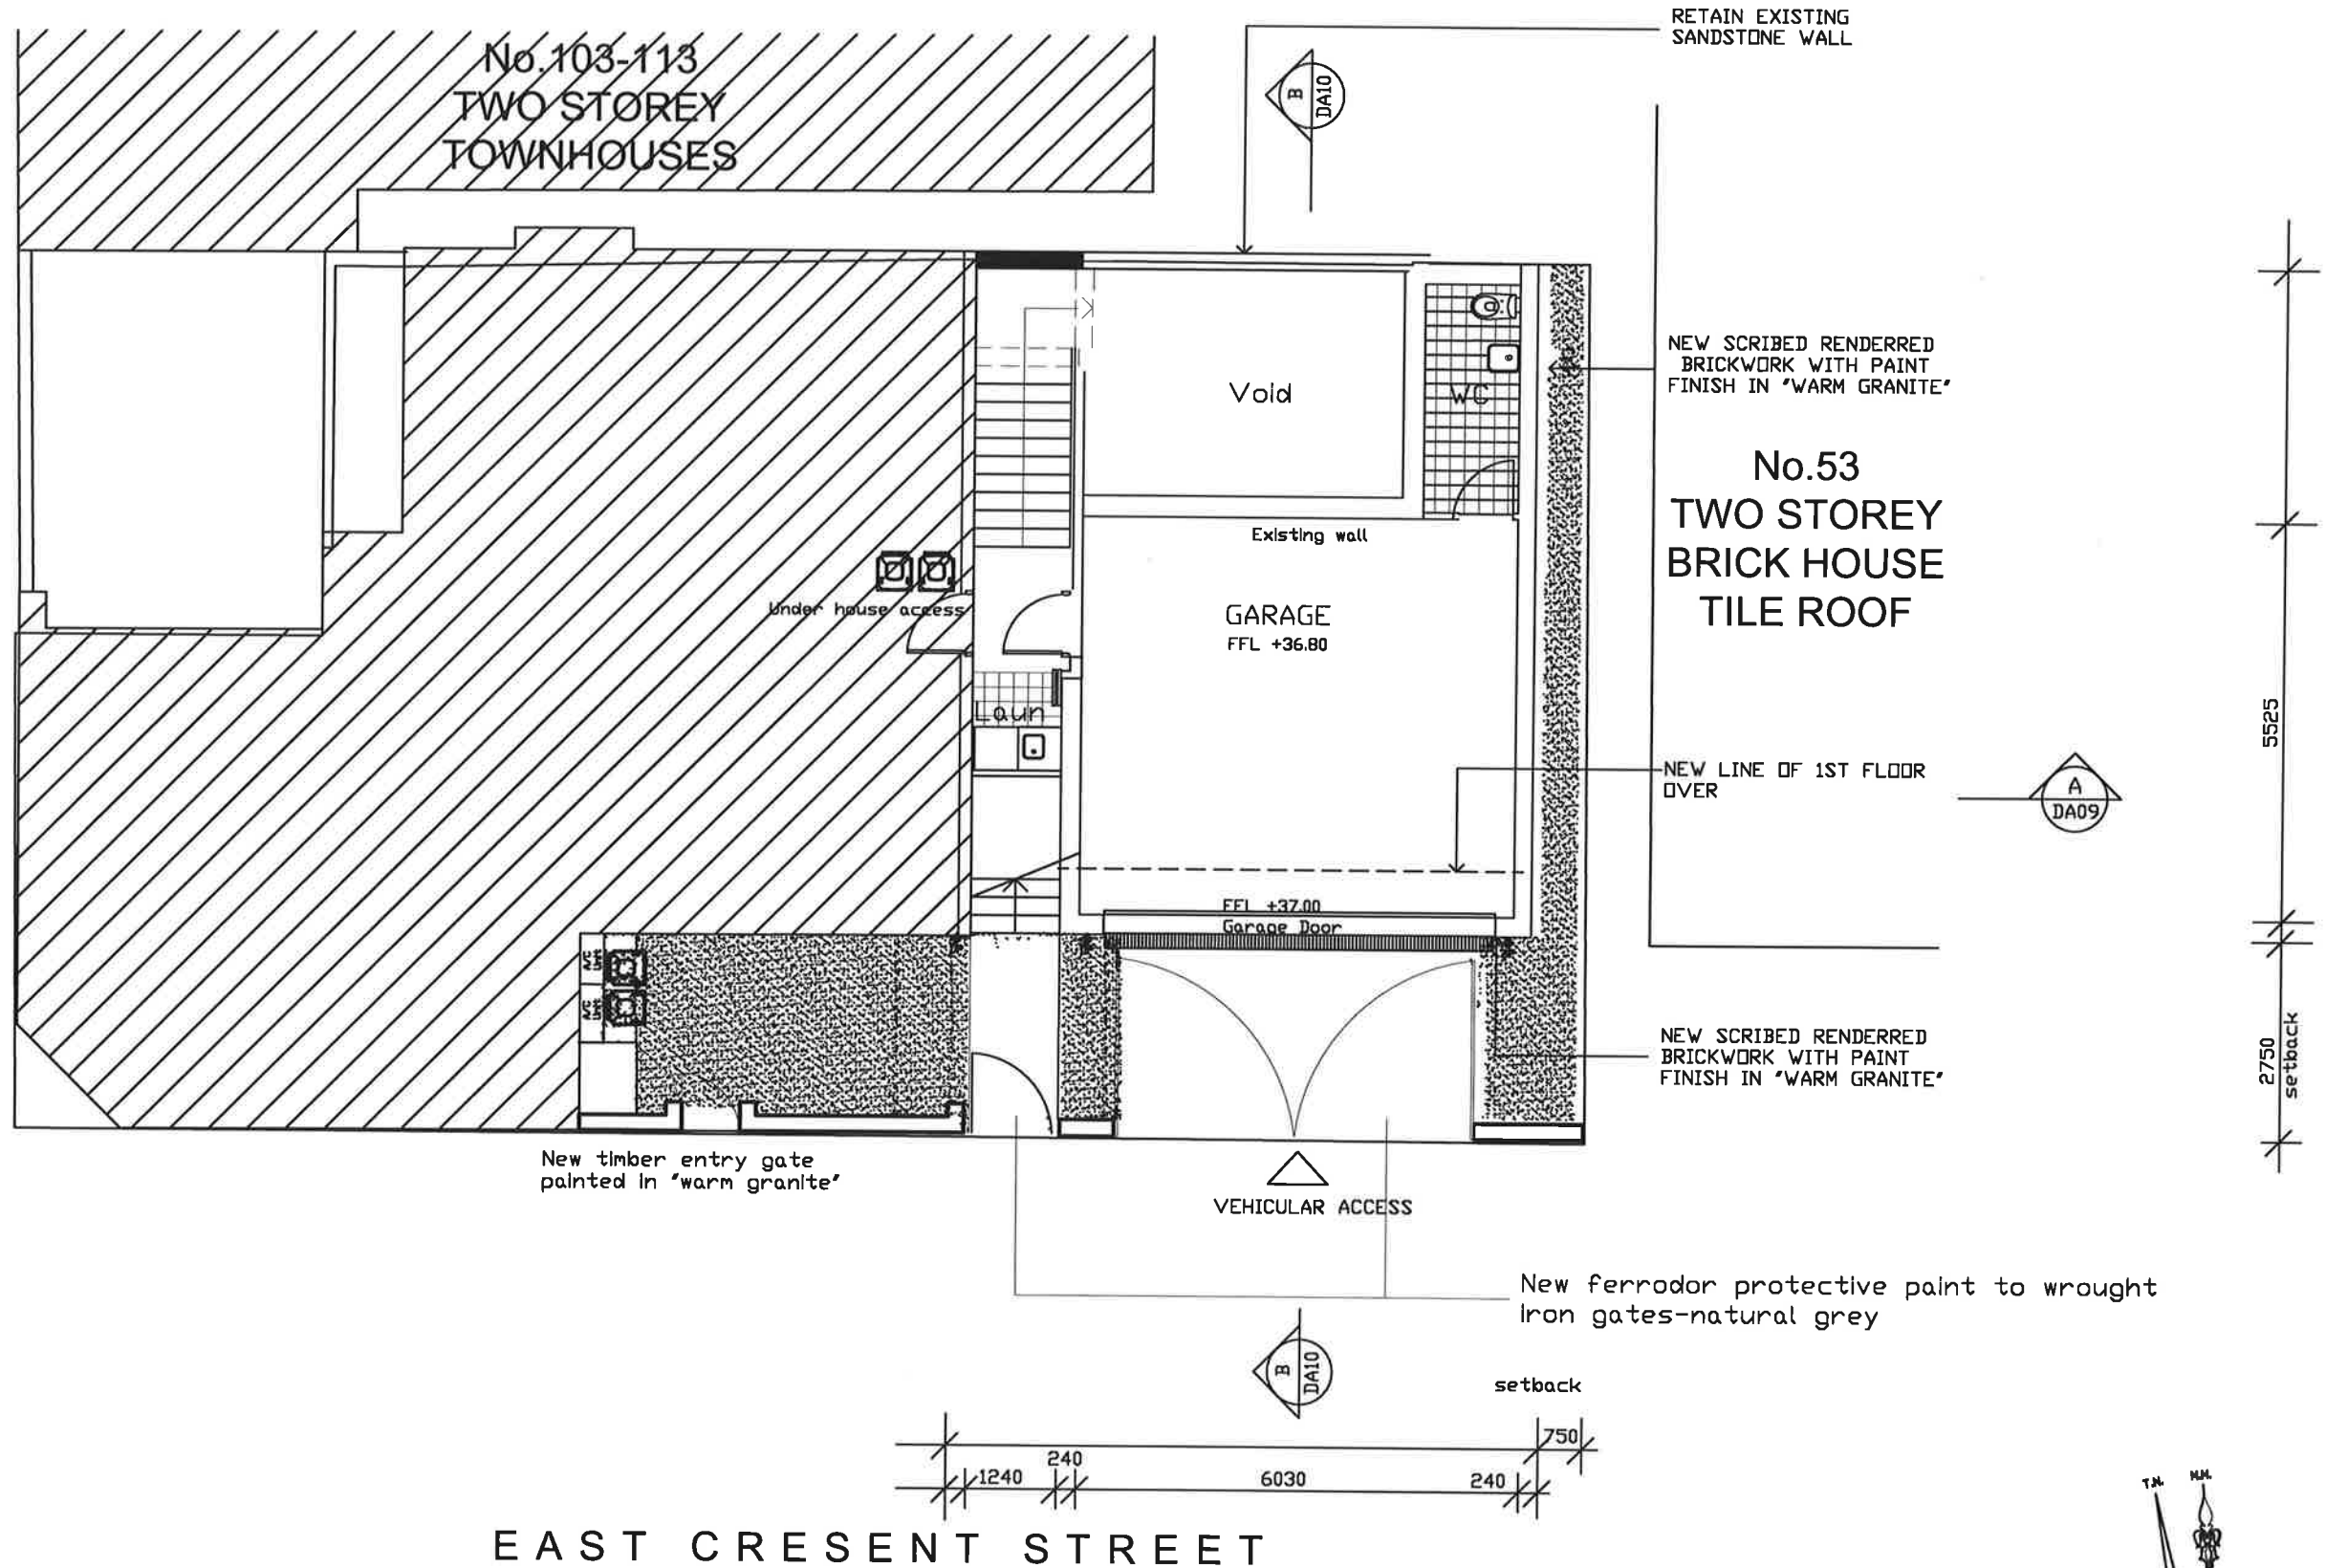 RETAIN EXISTING
SANDSTONE WALL
No.103-113
TWO STOREY
TOWNHOUSES
B
DA10
NEW SCRIBED RENDERRED
BRICKWORK WITH PAINT
FINISH IN "WARM GRANITE"
Void
WC
No.53
TWO STOREY
BRICK HOUSE
TILE ROOF
Existing wall
Under house access
GARAGE
FFL +36.80
Laun
5525
NEW LINE OF 1ST FLOOR
OVER
A
DA09
FFL +37.00
Garage Door
A/C
Unit
A/C
Unit
2750
setback
NEW SCRIBED RENDERRED
BRICKWORK WITH PAINT
FINISH IN "WARM GRANITE"
New timber entry gate
painted in "warm granite"
VEHICULAR ACCESS
New ferrodor protective paint to wrought
iron gates-natural grey
B
DA10
setback
750
240
1240
6030
240
T.N.
M.N.
EAST CRESENT STREET